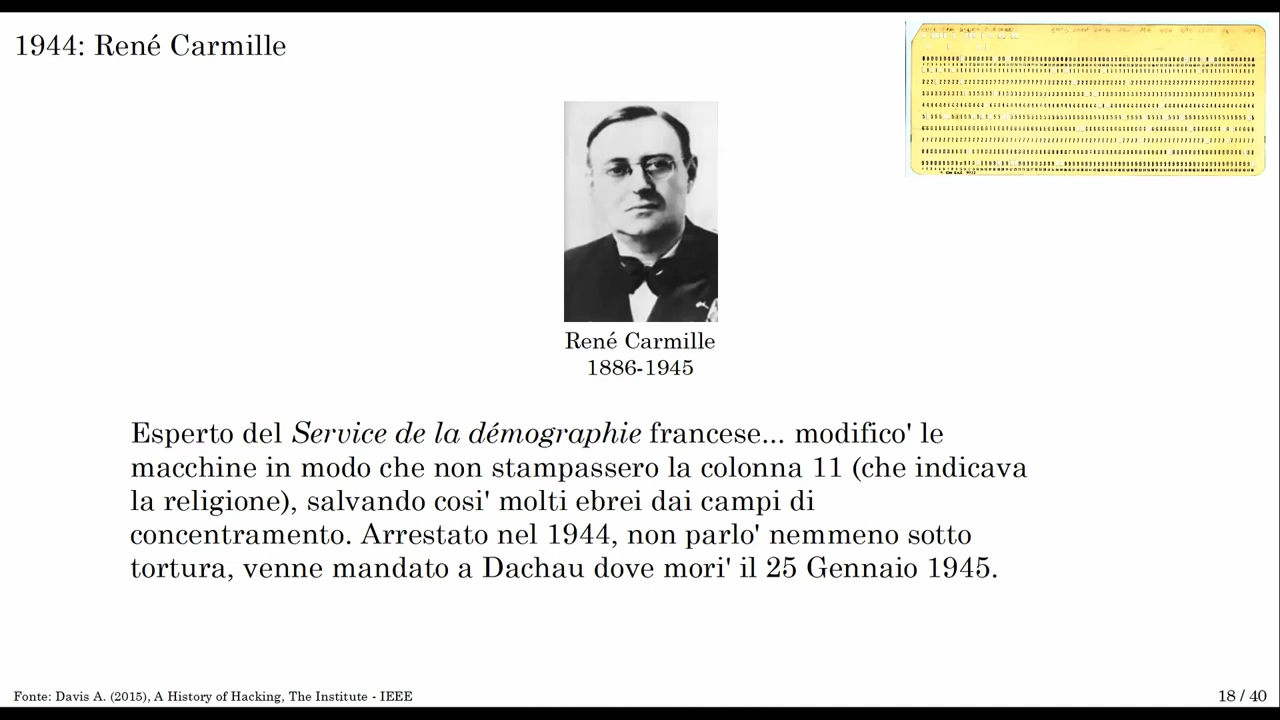 1944: René Carmille
René Carmille
1886-1945
Esperto del Service de la démographie francese... modifico' le
macchine in modo che non stampassero la colonna 11 (che indicava
la religione), salvando cosi' molti ebrei dai campi di
concentramento. Arrestato nel 1944, non parlo' nemmeno sotto
tortura, venne mandato a Dachau dove mori' il 25 Gennaio 1945.
Fonte: Davis A. (2015), A History of Hacking, The Institute - IEEE
18 / 40